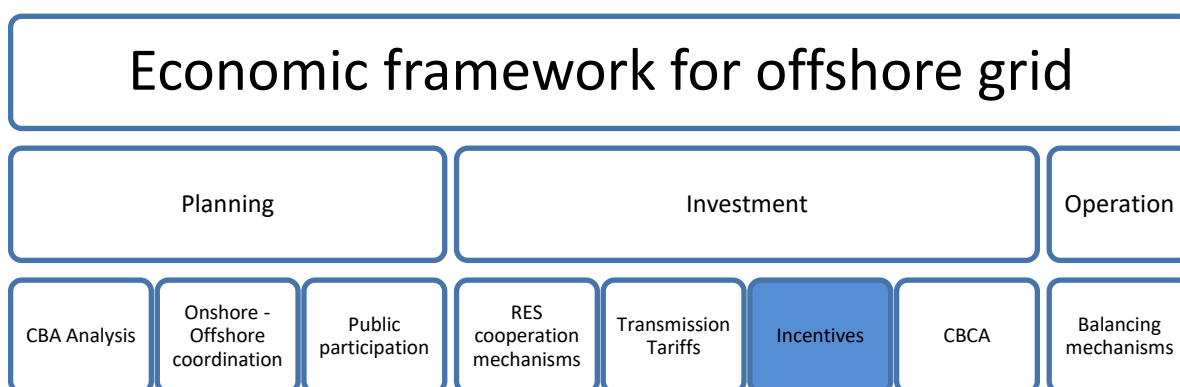 Economic framework for offshore grid
Planning
Investment
Operation
CBA Analysis
Onshore -
Offshore
coordination
Public
participation
RES
cooperation
mechanisms
Transmission
Tariffs
Incentives
CBCA
Balancing
mechanisms